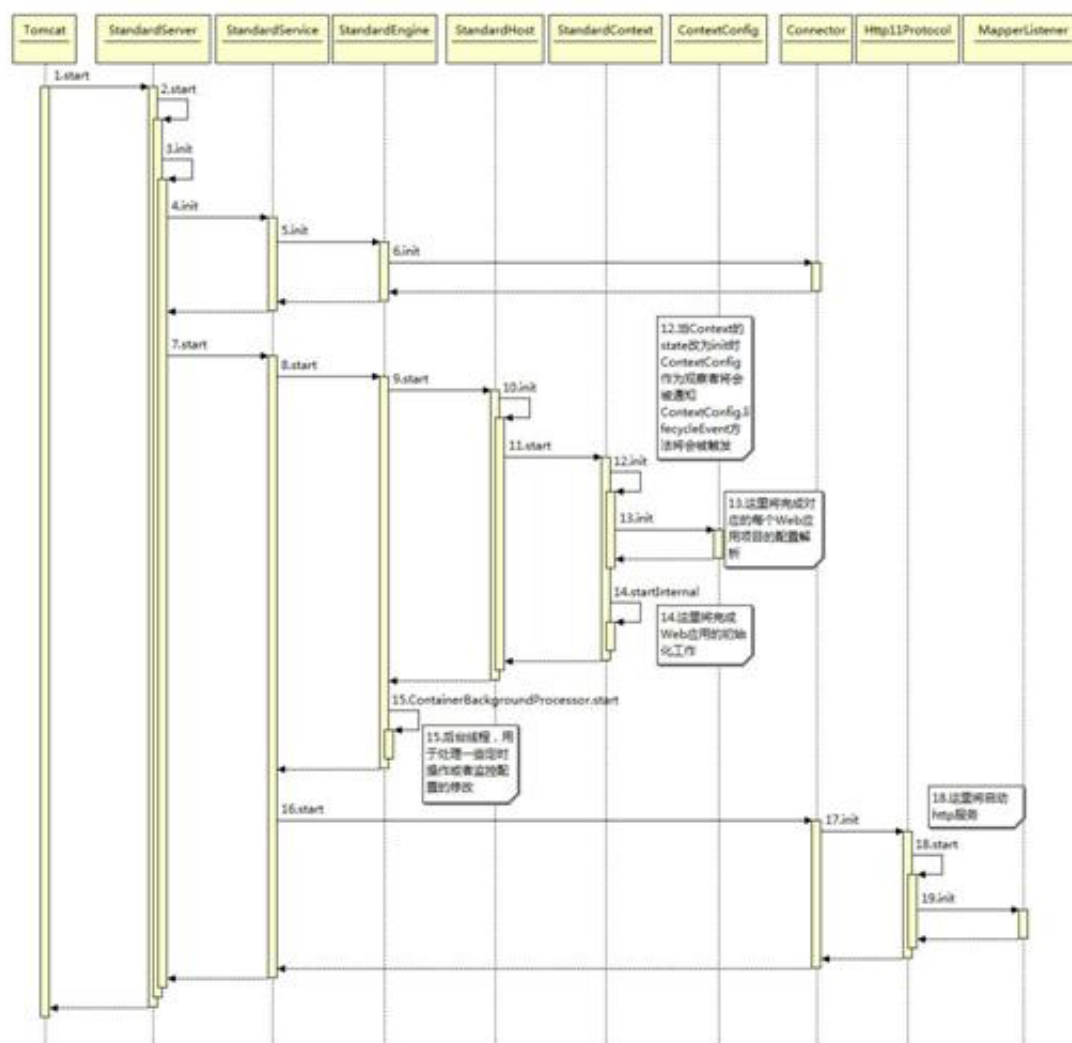 Tomcat
StandardServer
StandardService
StandardEngine
StandardHost
StandardContext
ContextConfig
Connector
Http11Protocol
MapperListener
1.start
2.start
3.init
4.init
5.init
6.init
7.start
8.start
9.start
10.init
11.start
12.当Context的
state改为init时
ContextConfig
作为观察者将会
被通知
ContextConfig.li
fecycleEvent方
法将会被触发
12.init
13.init
13.这里将完成对
应的每个Web应
用项目的配置解
析
14.startInternal
14.这里将完成
Web应用的初始
化工作
15.ContainerBackgroundProcessor.start
15.后台线程，用
于处理一些定时
操作或者监控配
置的修改
16.start
17.init
18.这里将启动
http服务
18.start
19.init